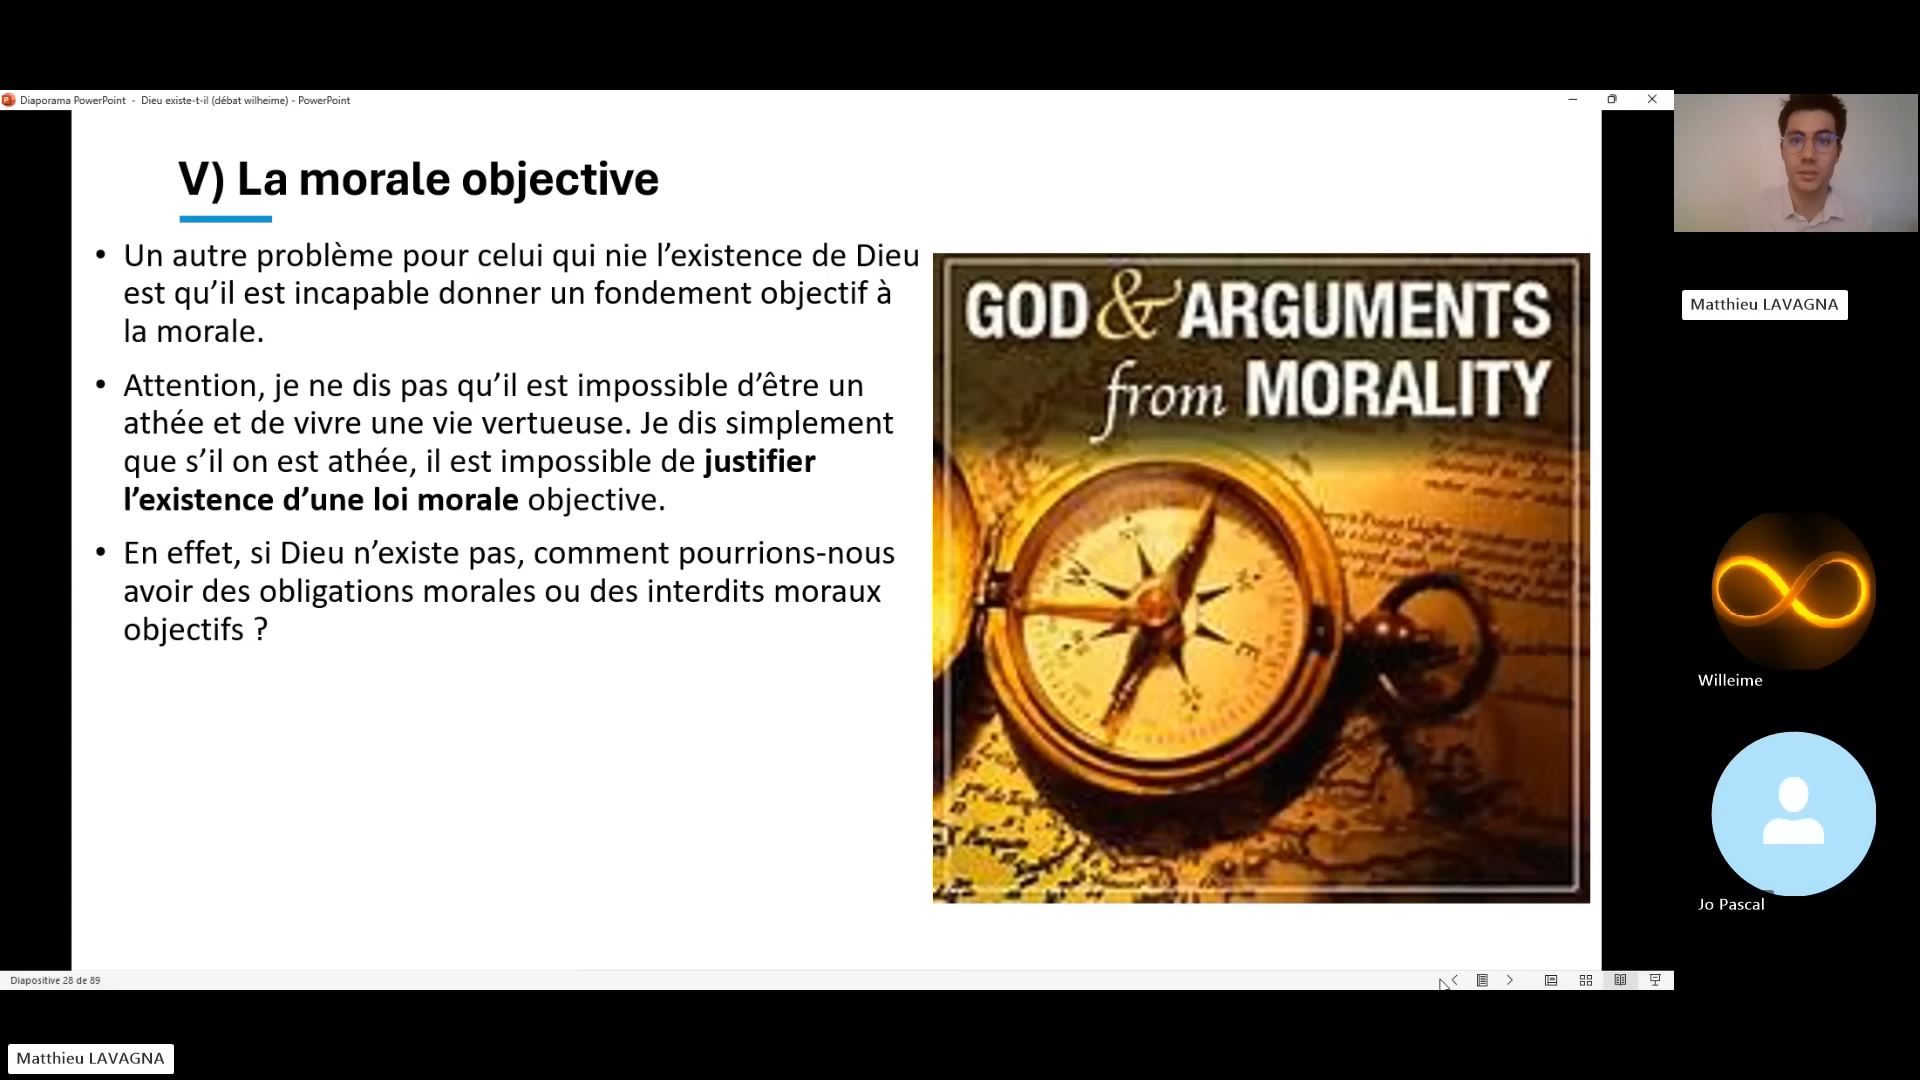 Diaporama PowerPoint - Dieu existe-t-il (débat wilheime) - PowerPoint
V) La morale objective
• Un autre problème pour celui qui nie l’existence de Dieu
est qu’il est incapable donner un fondement objectif à
la morale.
• Attention, je ne dis pas qu’il est impossible d’être un
athée et de vivre une vie vertueuse. Je dis simplement
que s’il on est athée, il est impossible de justifier
l’existence d’une loi morale objective.
• En effet, si Dieu n’existe pas, comment pourrions-nous
avoir des obligations morales ou des interdits moraux
objectifs ?
GOD & ARGUMENTS
from MORALITY
E
Diapositive 28 de 89
Matthieu LAVAGNA
Willeime
Jo Pascal
Matthieu LAVAGNA